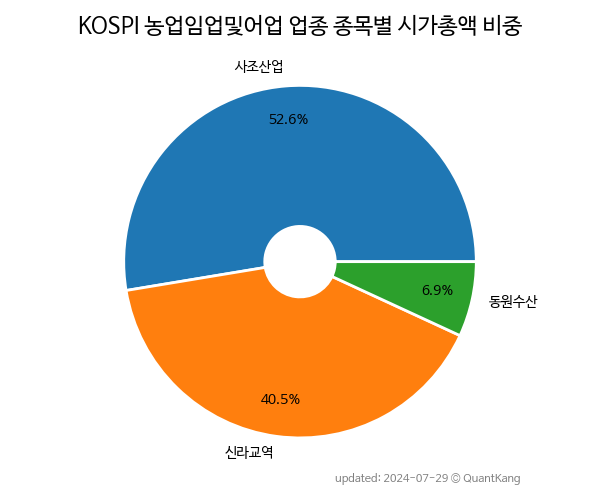 KOSPI 농업임업및어업 업종 종목별 시가총액 비중
사조산업
52.6%
6.9%
동원수산
40.5%
신라교역
updated: 2024-07-29 © QuantKang